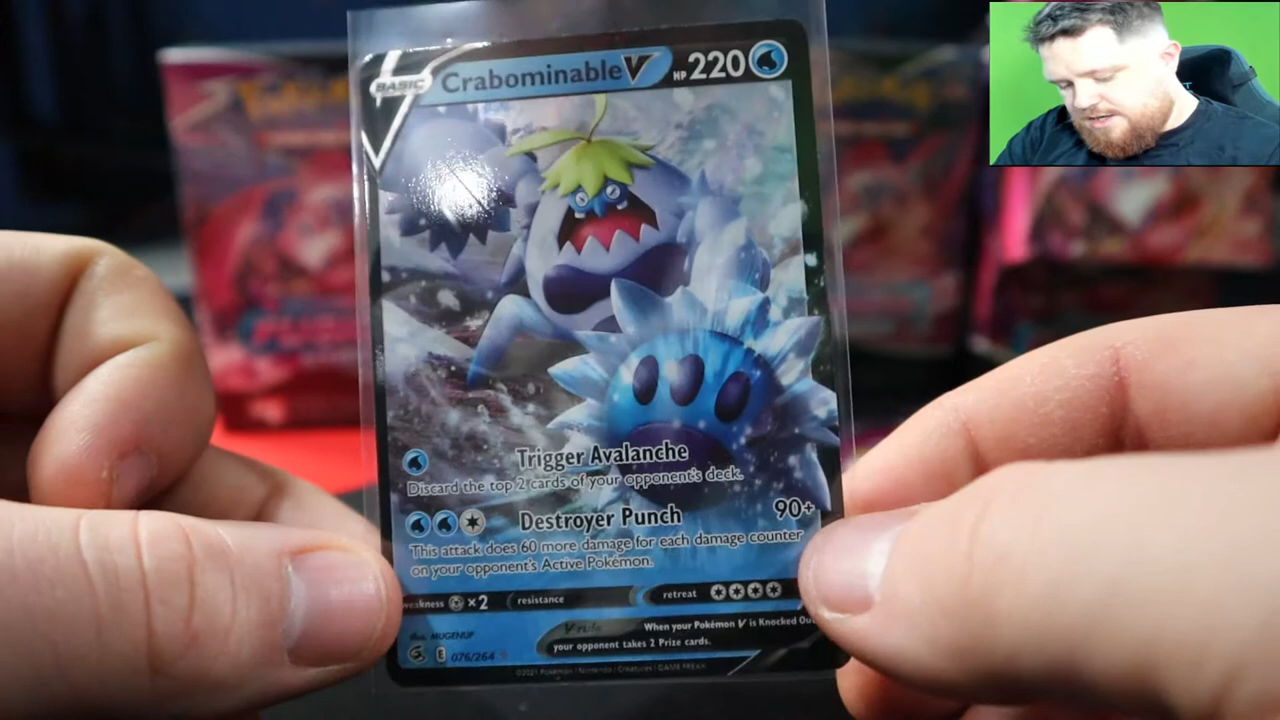 BASIC
Crabominable V HP 220
Trigger Avalanche
Discard the top 2 cards of your opponent's deck.
Destroyer Punch 90+
This attack does 60 more damage for each damage counter
on your opponent's Active Pokémon.
weakness ×2 resistance retreat
V rule When your Pokémon V is Knocked Out,
your opponent takes 2 Prize cards.
Illus. MUGENUP
E 076/264
©2021 Pokémon / Nintendo / Creatures / GAME FREAK